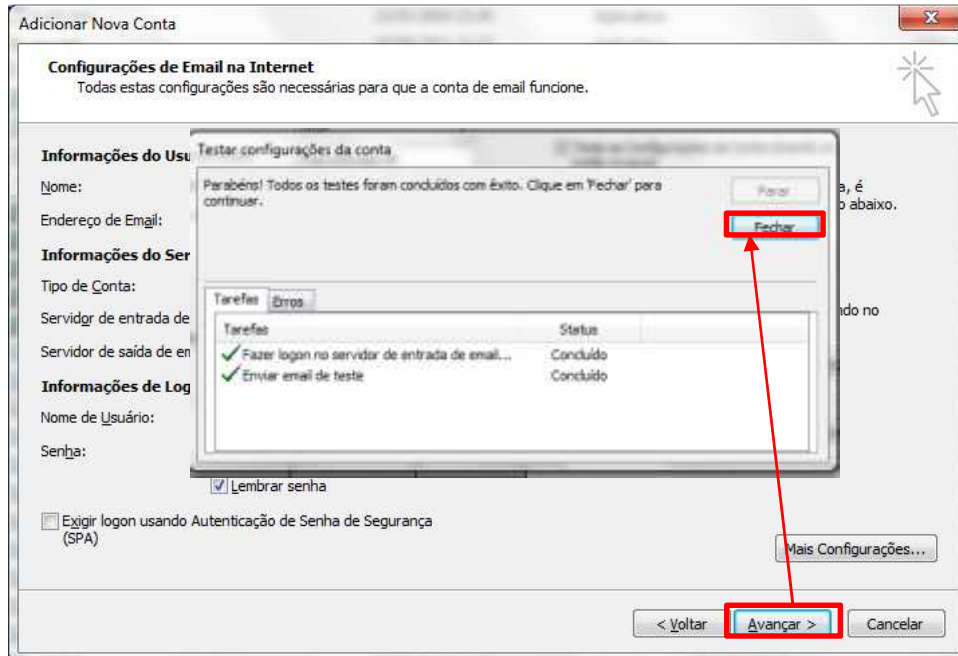 Adicionar Nova Conta
Configurações de Email na Internet
Todas estas configurações são necessárias para que a conta de email funcione.
Informações do Usu
Nome:
Endereço de Email:
Informações do Ser
Tipo de Conta:
Servidor de entrada de
Servidor de saída de em
Informações de Log
Nome de Usuário:
Senha:
Testar configurações da conta
Parabéns! Todos os testes foram concluídos com êxito. Clique em 'Fechar' para
continuar.
Parar
Fechar
Tarefas Erros
Tarefas Status
Fazer logon no servidor de entrada de email... Concluído
Enviar email de teste Concluído
a, é
o abaixo.
ndo no
Lembrar senha
Exigir logon usando Autenticação de Senha de Segurança
(SPA)
Mais Configurações...
< Voltar Avançar > Cancelar